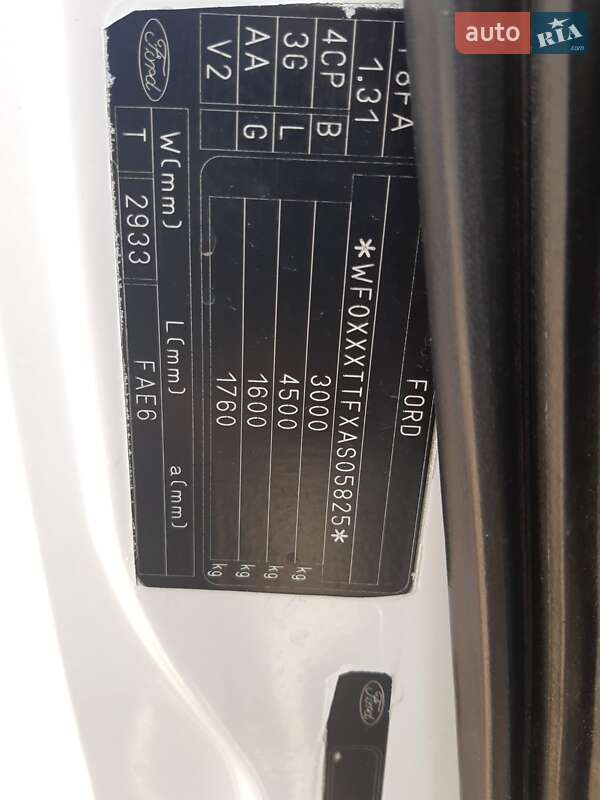 FORD
*WF0XXXTTFXAS05825*
3000 kg
4500 kg
1600 kg
1760 kg
1.31
4CP B
3G L
AA G
V2
W(mm) L(mm) a(mm)
T 2933 FAE6
Ford
Ford
auto RIA.com